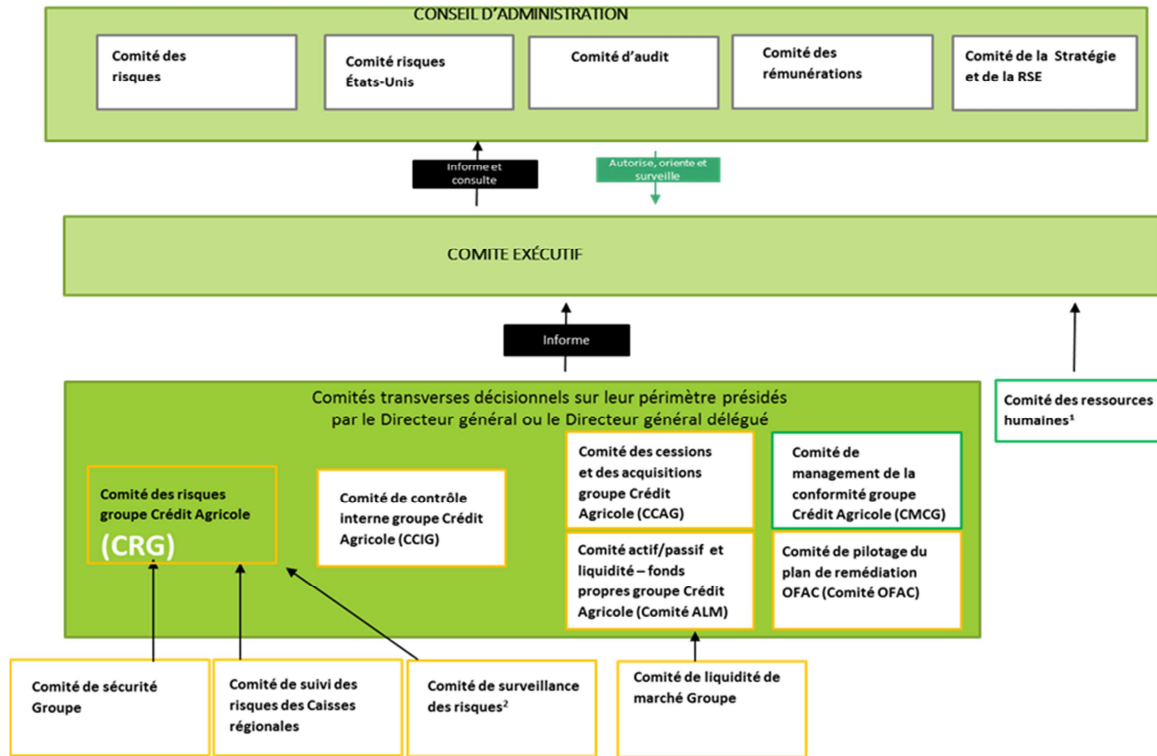 CONSEIL D'ADMINISTRATION
Comité des
risques
Comité risques
États-Unis
Comité d'audit
Comité des
rémunérations
Comité de la Stratégie
et de la RSE
Informe et
consulte
Autorise, oriente et
surveille
COMITE EXÉCUTIF
Informe
Comités transverses décisionnels sur leur périmètre présidés
par le Directeur général ou le Directeur général délégué
Comité des ressources
humaines¹
Comité des risques
groupe Crédit Agricole
(CRG)
Comité de contrôle
interne groupe Crédit
Agricole (CCIG)
Comité des cessions
et des acquisitions
groupe Crédit
Agricole (CCAG)
Comité de
management de la
conformité groupe
Crédit Agricole (CMCG)
Comité actif/passif et
liquidité – fonds
propres groupe Crédit
Agricole (Comité ALM)
Comité de pilotage du
plan de remédiation
OFAC (Comité OFAC)
Comité de sécurité
Groupe
Comité de suivi des
risques des Caisses
régionales
Comité de surveillance
des risques²
Comité de liquidité de
marché Groupe